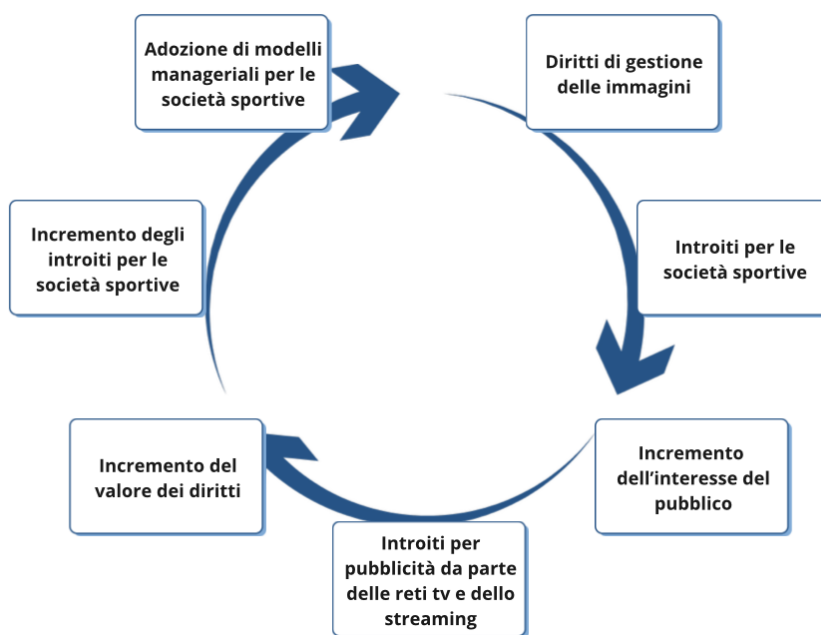 Adozione di modelli
manageriali per le
società sportive
Diritti di gestione
delle immagini
Introiti per le
società sportive
Incremento
dell'interesse del
pubblico
Introiti per
pubblicità da parte
delle reti tv e dello
streaming
Incremento del
valore dei diritti
Incremento degli
introiti per le
società sportive